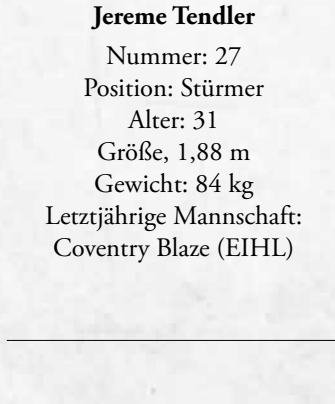 Jereme Tendler
Nummer: 27
Position: Stürmer
Alter: 31
Größe, 1,88 m
Gewicht: 84 kg
Letztjährige Mannschaft:
Coventry Blaze (EIHL)